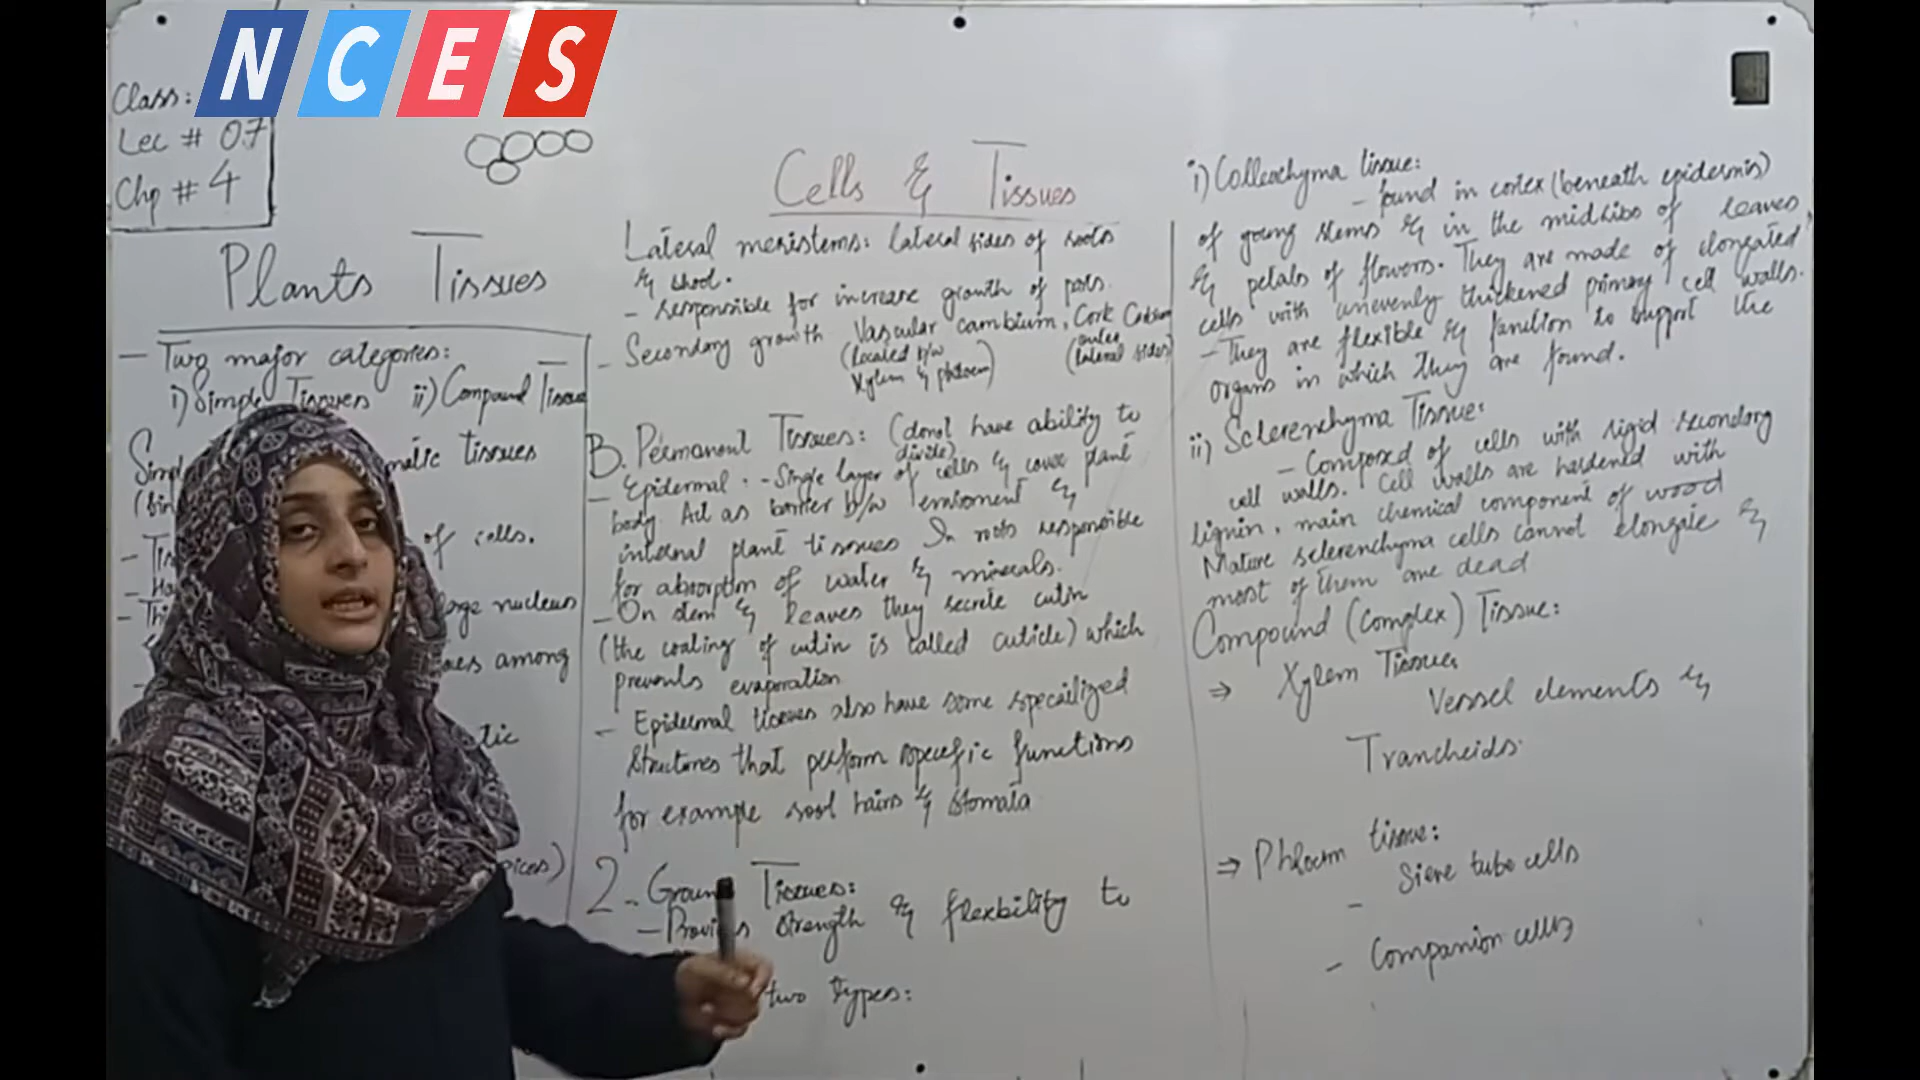 NCES
Class:
Lec # 07
Chp # 4
Cells & Tissues
Plants Tissues
- Two major categories:
i) Simple Tissues ii) Compound Tissue
tissues
of cells.
nucleus
among
Lateral meristems: lateral sides of roots
& shoot.
- responsible for increase growth of
- Secondary growth Vascular cambium, Cork
(located b/w (outer
Xylem & phloem) lateral sides)
B. Permanent Tissues: (donot have ability to
divide)
- Epidermal. - Single layer of cells & cover plant
body Act as barrier b/w &
internal plant tissues In roots responsible
for absorption of water & minerals.
- On stem & leaves they secrete cutin
(the coating of cutin is called cuticle) which
prevents evaporation
- Epidermal tissues also have some
structures that perform specific functions
for example root hairs & stomata
2 - Ground Tissues:
- strength & flexbility to
two types:
i) tissue:
- found in cortex (beneath epidermis)
of young stems & in the of leaves
& petals of flowers. They are made of elongated
cells with unevenly thickened primary cell walls.
- They are flexible & function to support the
organs in which they are found.
ii) Sclerenchyma Tissue:
- Composed of cells with rigid secondary
cell walls. Cell walls are hardened with
lignin, main chemical component of wood
Mature sclerenchyma cells cannot elongate &
most of them are dead
Compound (Complex) Tissue:
⇒ Xylem Tissue,
Vessel elements &
Trancheids.
⇒ Phloem tissue:
- Sieve tube cells
- Companion cells